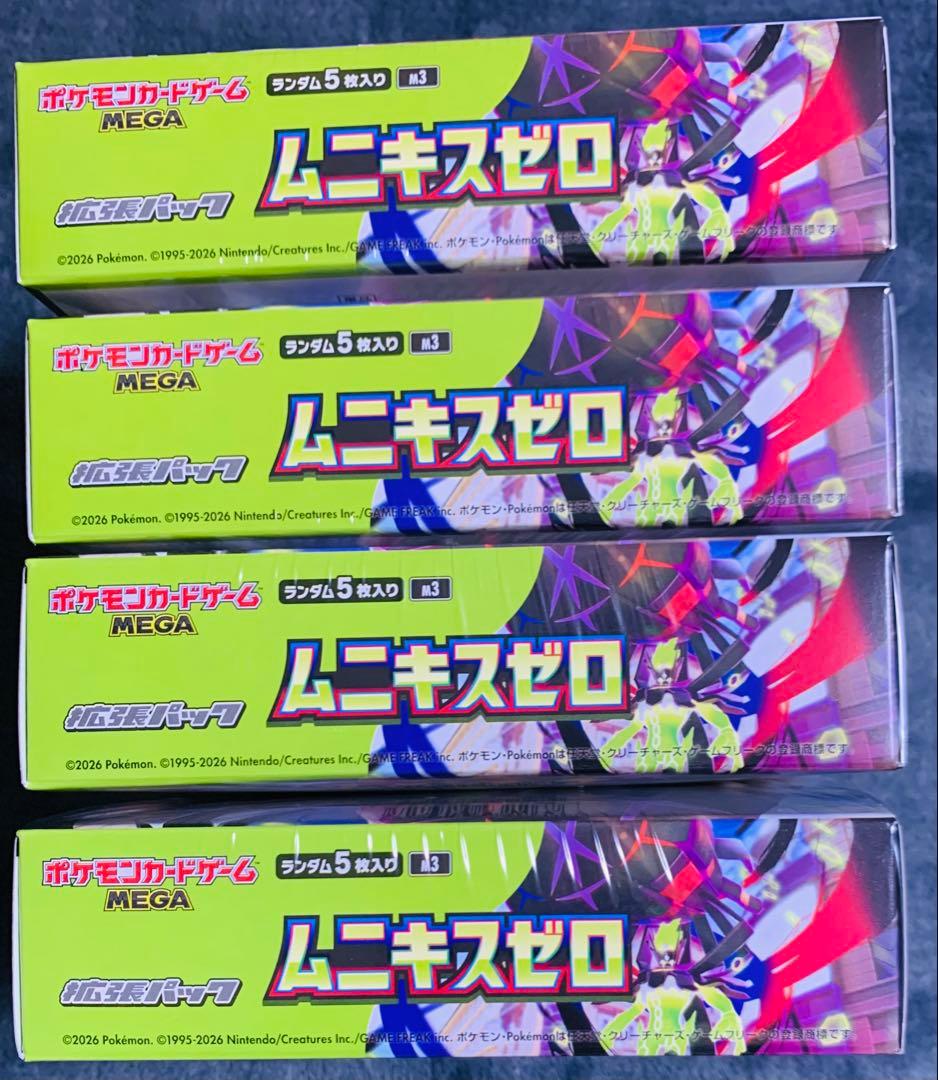 ポケモンカードゲーム
MEGA
ランダム5枚入り M3
ムニキスゼロ
拡張パック
©2026 Pokémon. ©1995-2026 Nintendo/Creatures Inc./GAME FREAK inc. ポケモン・Pokémonは任天堂・クリーチャーズ・ゲームフリークの登録商標です。
ポケモンカードゲーム
MEGA
ランダム5枚入り M3
ムニキスゼロ
拡張パック
©2026 Pokémon. ©1995-2026 Nintendo/Creatures Inc./GAME FREAK inc. ポケモン・Pokémonは任天堂・クリーチャーズ・ゲームフリークの登録商標です。
ポケモンカードゲーム
MEGA
ランダム5枚入り M3
ムニキスゼロ
拡張パック
©2026 Pokémon. ©1995-2026 Nintendo/Creatures Inc./GAME FREAK inc. ポケモン・Pokémonは任天堂・クリーチャーズ・ゲームフリークの登録商標です。
ポケモンカードゲーム
MEGA
ランダム5枚入り M3
ムニキスゼロ
拡張パック
©2026 Pokémon. ©1995-2026 Nintendo/Creatures Inc./GAME FREAK inc. ポケモン・Pokémonは任天堂・クリーチャーズ・ゲームフリークの登録商標です。